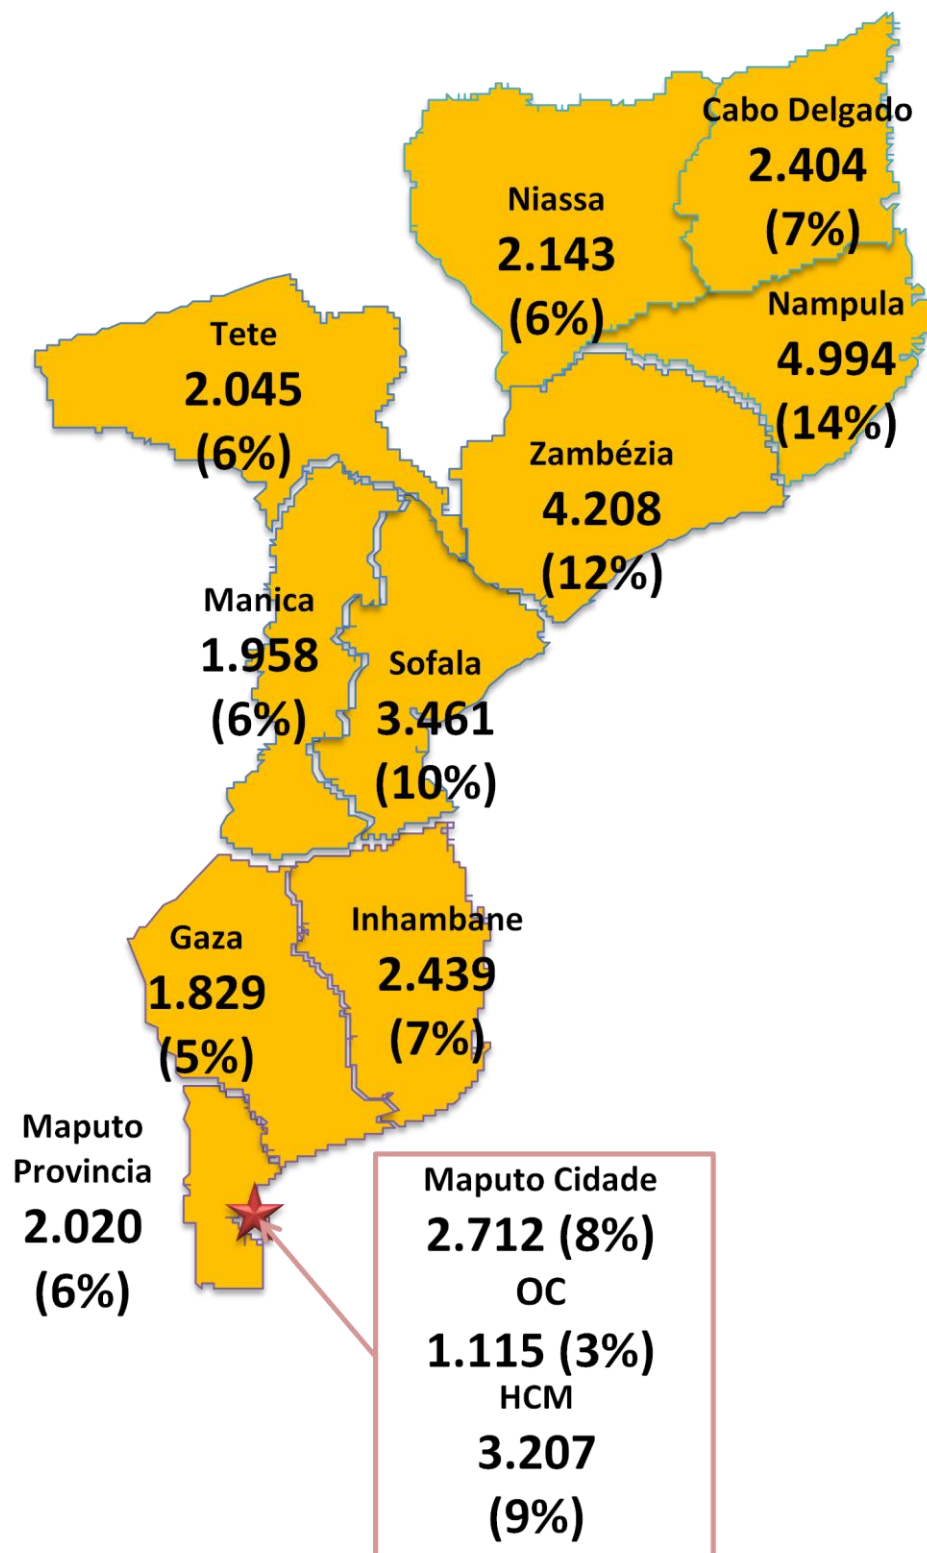 Cabo Delgado
2.404
(7%)
Niassa
2.143
(6%)
Nampula
4.994
(14%)
Tete
2.045
(6%)
Zambézia
4.208
(12%)
Manica
1.958
(6%)
Sofala
3.461
(10%)
Inhambane
2.439
(7%)
Gaza
1.829
(5%)
Maputo
Provincia
2.020
(6%)
Maputo Cidade
2.712 (8%)
OC
1.115 (3%)
HCM
3.207
(9%)